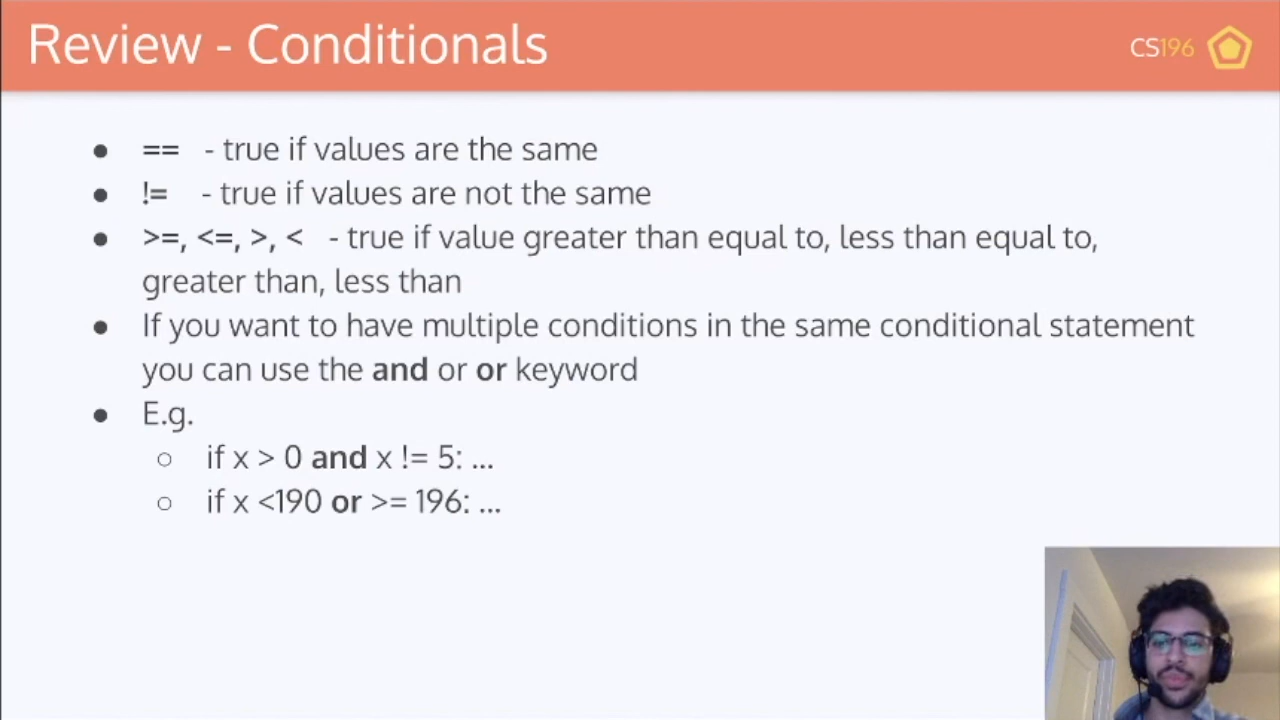 Review - Conditionals
CS196
== - true if values are the same
!= - true if values are not the same
>=, <=, >, < - true if value greater than equal to, less than equal to,
greater than, less than
If you want to have multiple conditions in the same conditional statement
you can use the and or or keyword
E.g.
if x > 0 and x != 5: ...
if x <190 or >= 196: ...